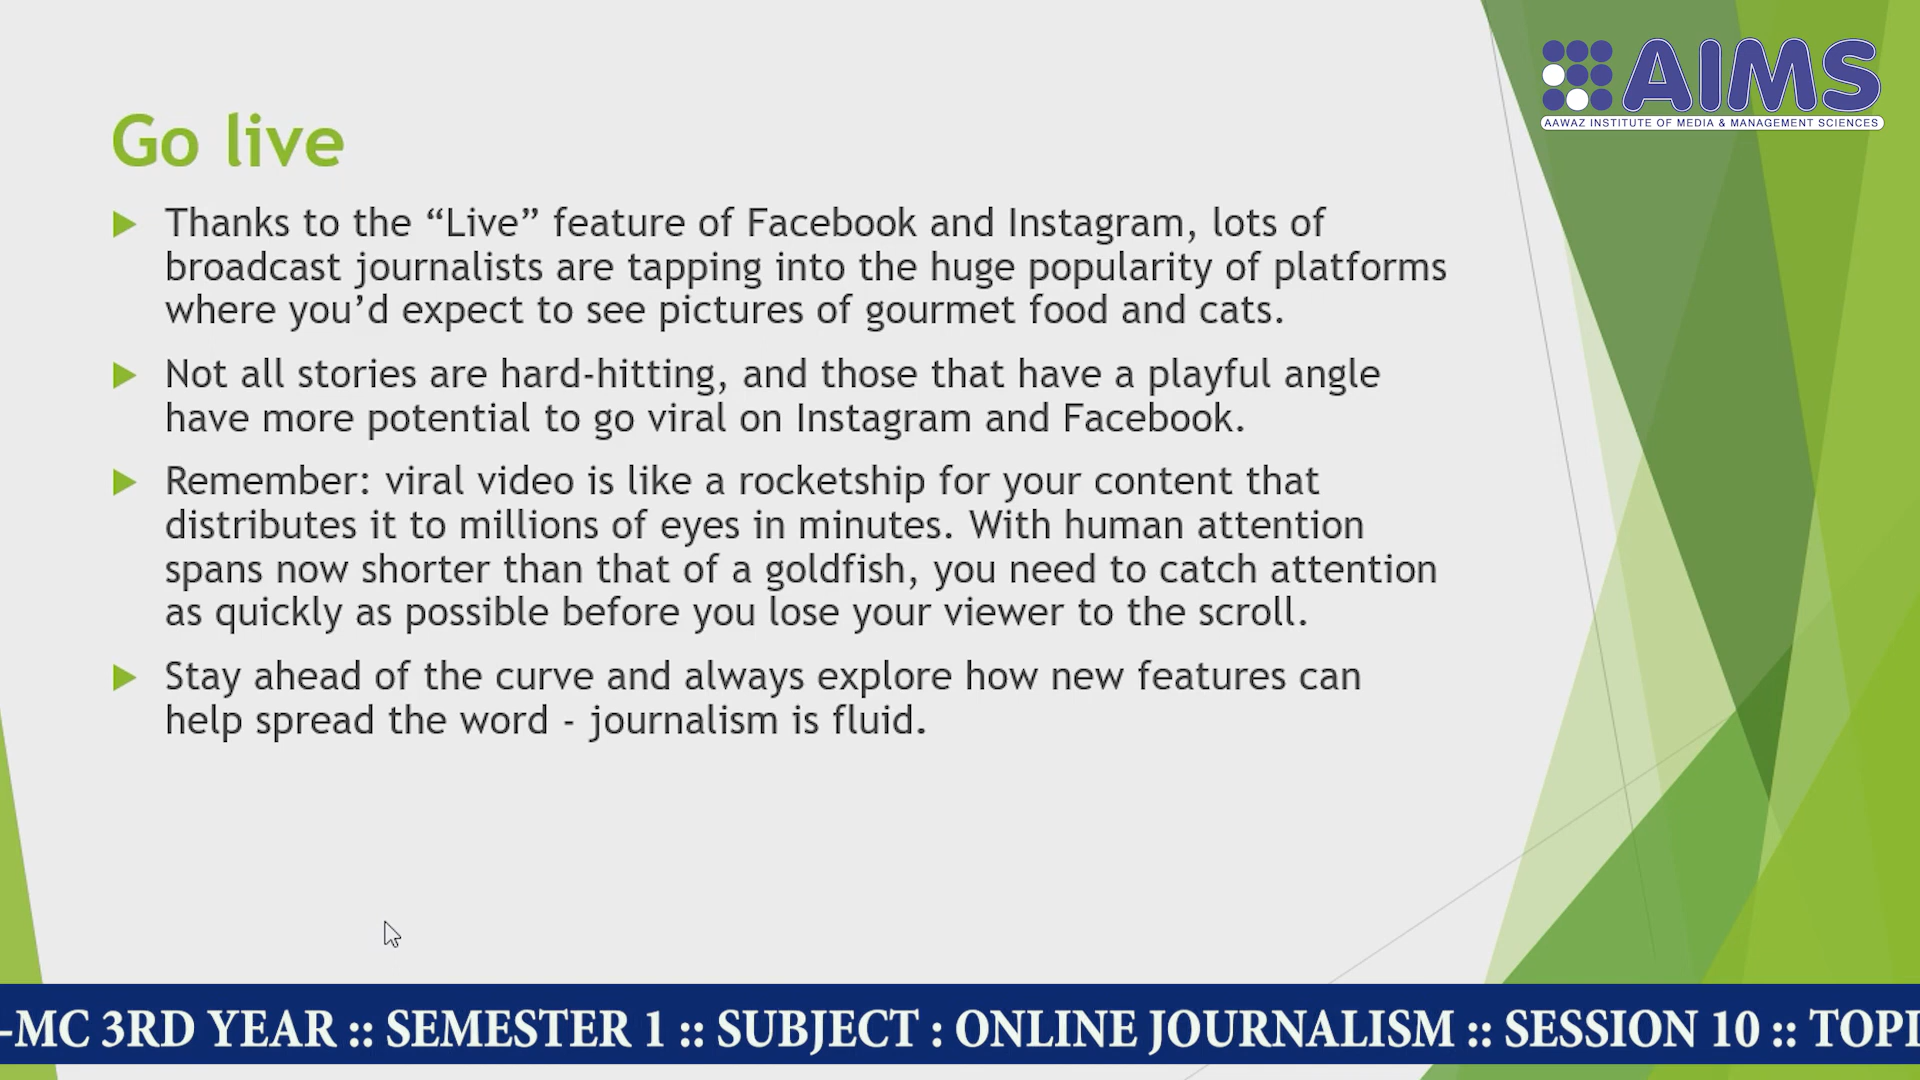 AIMS
AAWAZ INSTITUTE OF MEDIA & MANAGEMENT SCIENCES
Go live
Thanks to the “Live” feature of Facebook and Instagram, lots of
broadcast journalists are tapping into the huge popularity of platforms
where you’d expect to see pictures of gourmet food and cats.
Not all stories are hard-hitting, and those that have a playful angle
have more potential to go viral on Instagram and Facebook.
Remember: viral video is like a rocketship for your content that
distributes it to millions of eyes in minutes. With human attention
spans now shorter than that of a goldfish, you need to catch attention
as quickly as possible before you lose your viewer to the scroll.
Stay ahead of the curve and always explore how new features can
help spread the word - journalism is fluid.
-MC 3RD YEAR :: SEMESTER 1 :: SUBJECT : ONLINE JOURNALISM :: SESSION 10 :: TOPI